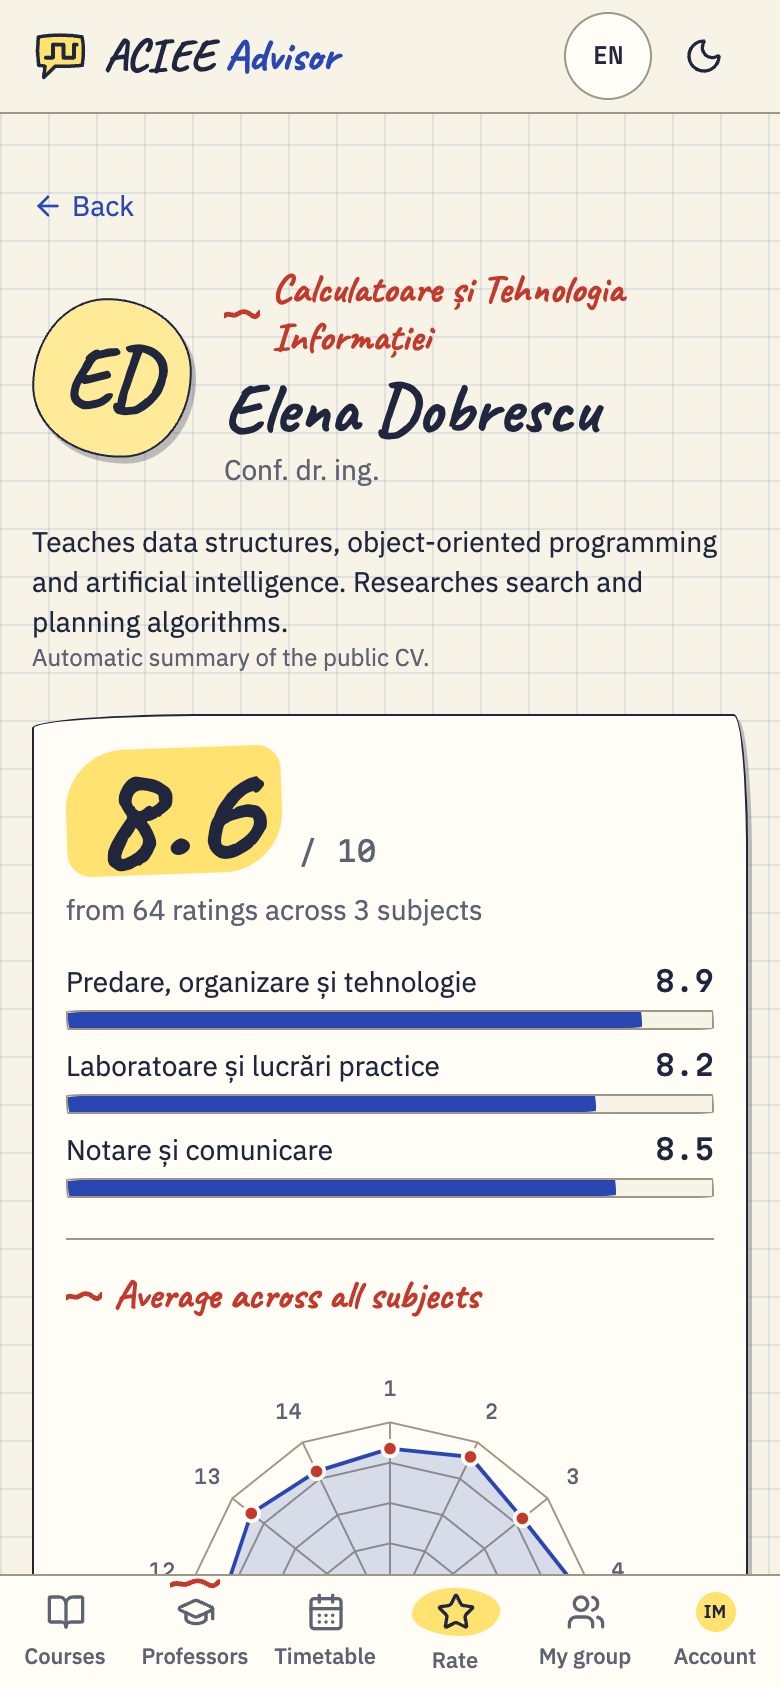 ACIEE Advisor
EN
← Back
Calculatoare și Tehnologia
Informației
ED
Elena Dobrescu
Conf. dr. ing.
Teaches data structures, object-oriented programming
and artificial intelligence. Researches search and
planning algorithms.
Automatic summary of the public CV.
8.6 / 10
from 64 ratings across 3 subjects
Predare, organizare și tehnologie 8.9
Laboratoare și lucrări practice 8.2
Notare și comunicare 8.5
Average across all subjects
1
14 2
13 3
12 4
IM
Courses Professors Timetable Rate My group Account